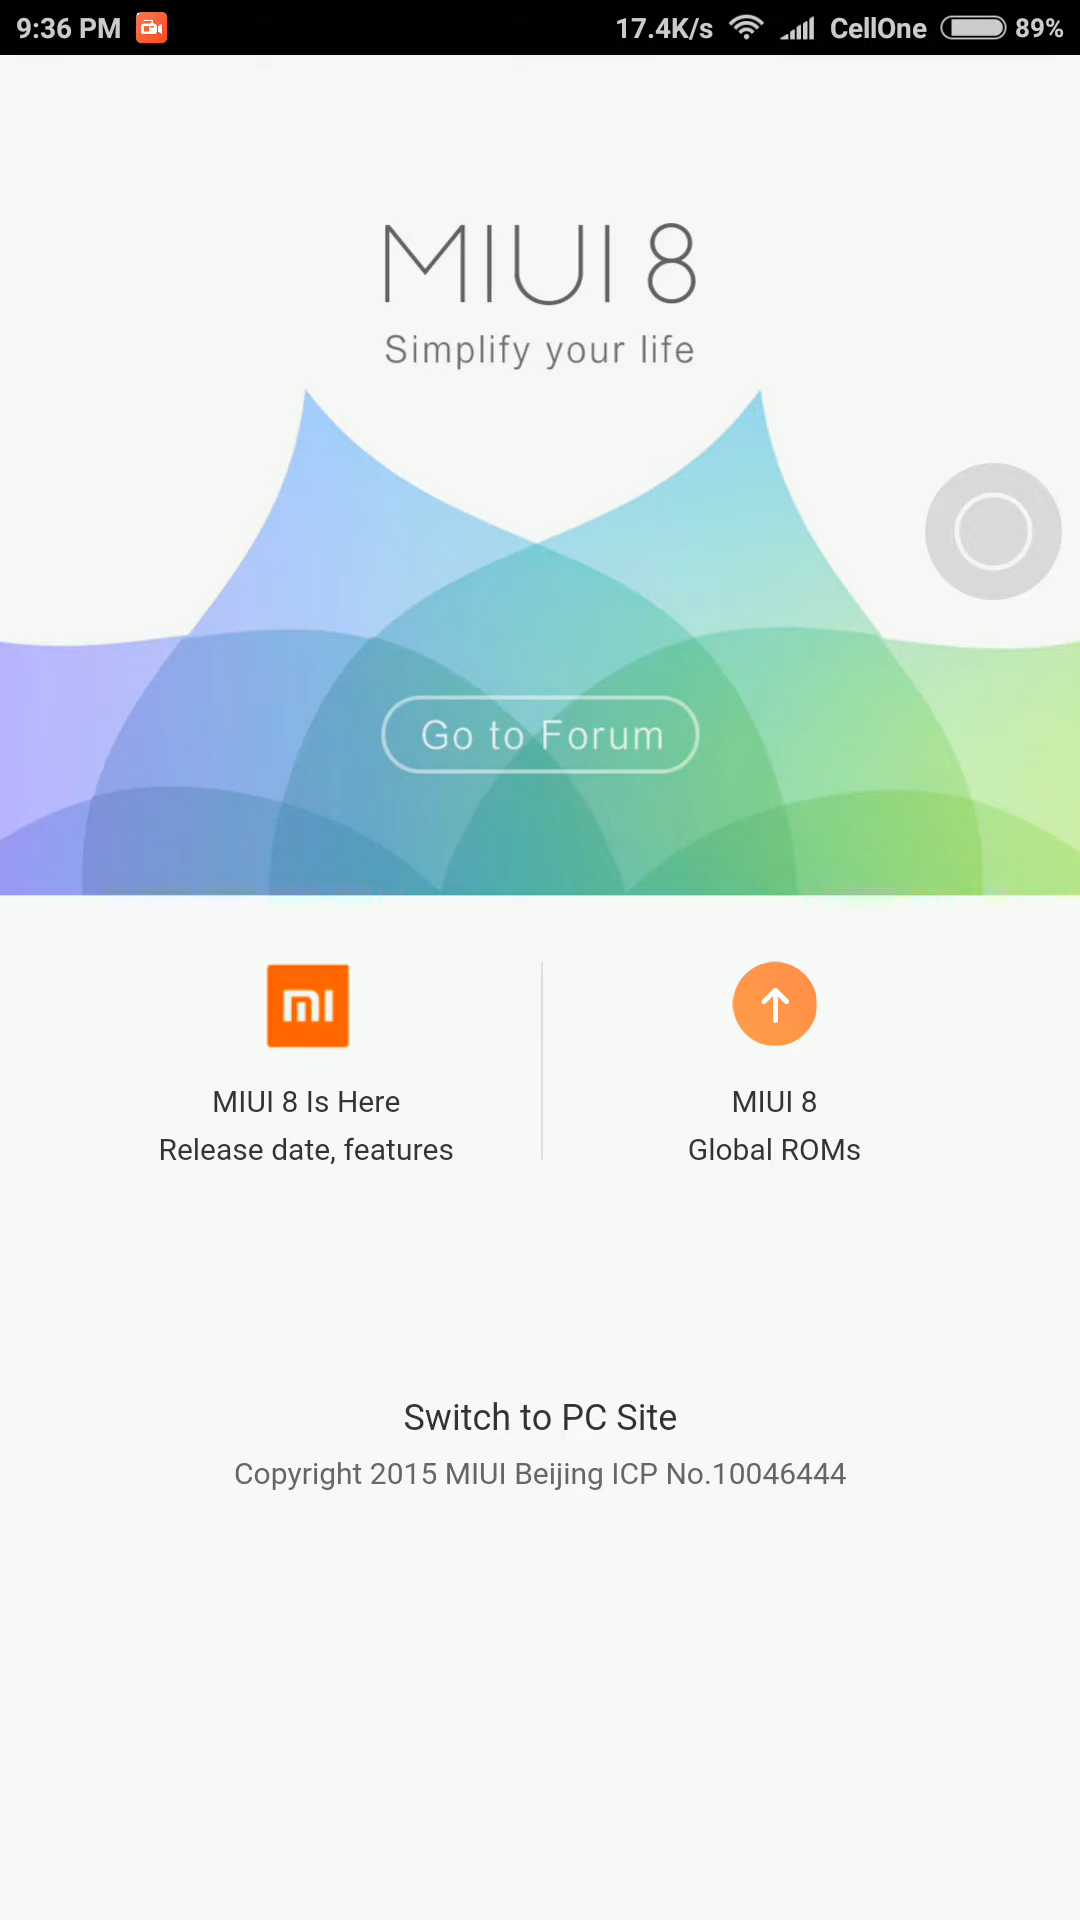 9:36 PM 17.4K/s CellOne 89%
MIUI 8
Simplify your life
Go to Forum
MI
MIUI 8 Is Here
Release date, features
MIUI 8
Global ROMs
Switch to PC Site
Copyright 2015 MIUI Beijing ICP No.10046444